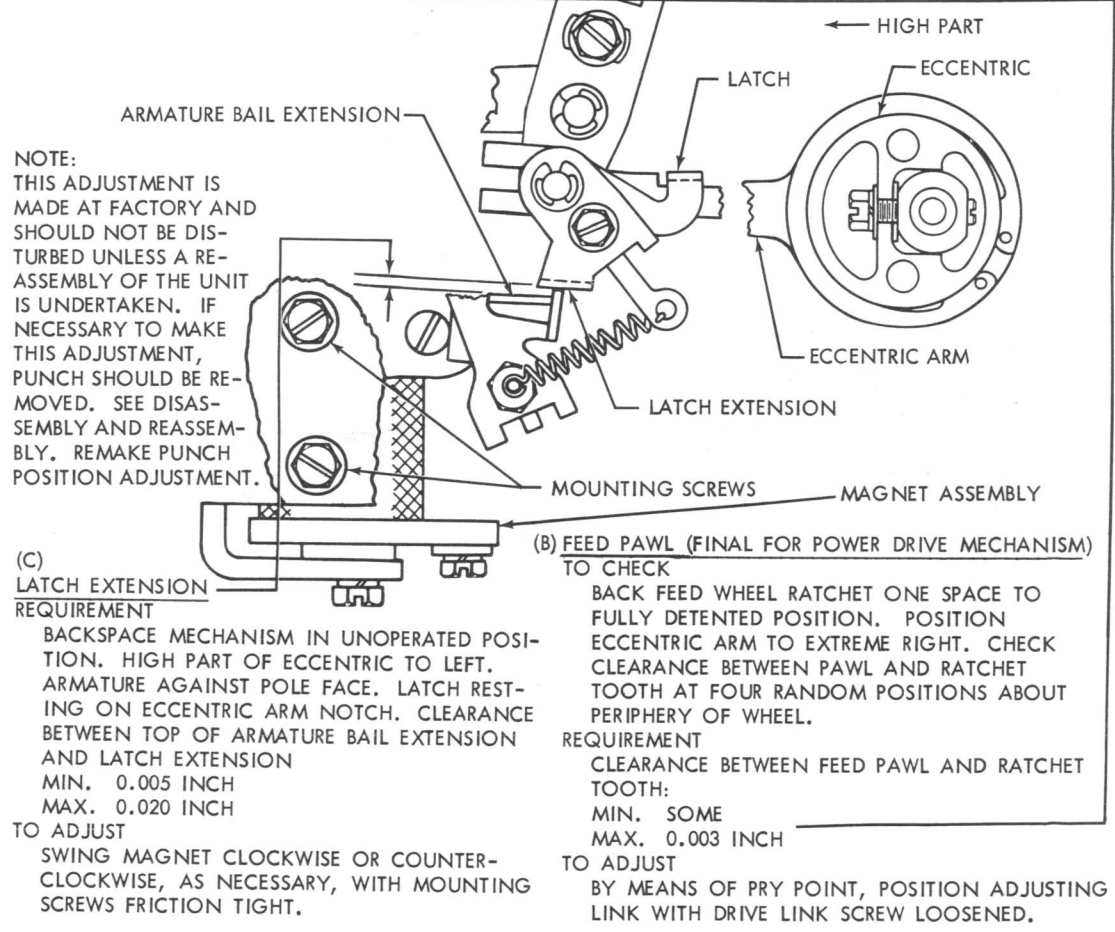 HIGH PART
ECCENTRIC
LATCH
ARMATURE BAIL EXTENSION
NOTE:
THIS ADJUSTMENT IS
MADE AT FACTORY AND
SHOULD NOT BE DIS-
TURBED UNLESS A RE-
ASSEMBLY OF THE UNIT
IS UNDERTAKEN. IF
NECESSARY TO MAKE
THIS ADJUSTMENT,
PUNCH SHOULD BE RE-
MOVED. SEE DISAS-
SEMBLY AND REASSEM-
BLY. REMAKE PUNCH
POSITION ADJUSTMENT.
ECCENTRIC ARM
LATCH EXTENSION
MOUNTING SCREWS
MAGNET ASSEMBLY
(C)
LATCH EXTENSION
REQUIREMENT
BACKSPACE MECHANISM IN UNOPERATED POSI-
TION. HIGH PART OF ECCENTRIC TO LEFT.
ARMATURE AGAINST POLE FACE. LATCH REST-
ING ON ECCENTRIC ARM NOTCH. CLEARANCE
BETWEEN TOP OF ARMATURE BAIL EXTENSION
AND LATCH EXTENSION
MIN. 0.005 INCH
MAX. 0.020 INCH
TO ADJUST
SWING MAGNET CLOCKWISE OR COUNTER-
CLOCKWISE, AS NECESSARY, WITH MOUNTING
SCREWS FRICTION TIGHT.
(B) FEED PAWL (FINAL FOR POWER DRIVE MECHANISM)
TO CHECK
BACK FEED WHEEL RATCHET ONE SPACE TO
FULLY DETENTED POSITION. POSITION
ECCENTRIC ARM TO EXTREME RIGHT. CHECK
CLEARANCE BETWEEN PAWL AND RATCHET
TOOTH AT FOUR RANDOM POSITIONS ABOUT
PERIPHERY OF WHEEL.
REQUIREMENT
CLEARANCE BETWEEN FEED PAWL AND RATCHET
TOOTH:
MIN. SOME
MAX. 0.003 INCH
TO ADJUST
BY MEANS OF PRY POINT, POSITION ADJUSTING
LINK WITH DRIVE LINK SCREW LOOSENED.